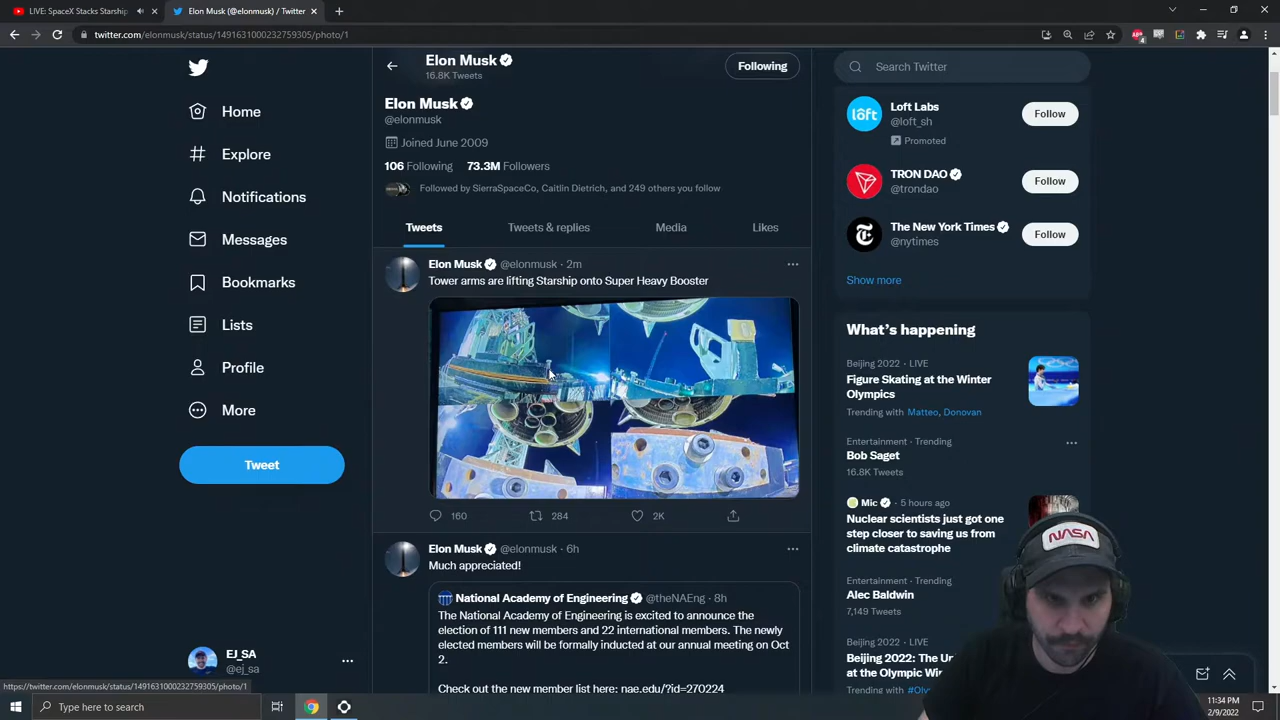 LIVE: SpaceX Stacks Starship
Elon Musk (@elonmusk) / Twitter
twitter.com/elonmusk/status/1491631000232759305/photo/1
4
Home
Explore
Notifications
Messages
Bookmarks
Lists
Profile
More
Tweet
EJ_SA
@ej_sa
Elon Musk
16.8K Tweets
Following
Elon Musk
@elonmusk
Joined June 2009
106 Following 73.3M Followers
Followed by SierraSpaceCo, Caitlin Dietrich, and 249 others you follow
Tweets Tweets & replies Media Likes
Elon Musk @elonmusk · 2m
Tower arms are lifting Starship onto Super Heavy Booster
160 284 2K
Elon Musk @elonmusk · 6h
Much appreciated!
National Academy of Engineering @theNAEng · 8h
The National Academy of Engineering is excited to announce the
election of 111 new members and 22 international members. The newly
elected members will be formally inducted at our annual meeting on Oct
2.
Check out the new member list here: nae.edu/?id=270224
Search Twitter
Loft Labs
@loft_sh
Promoted
Follow
lôft
TRON DAO
@trondao
Follow
The New York Times
@nytimes
Follow
Show more
What's happening
Beijing 2022 · LIVE
Figure Skating at the Winter
Olympics
Trending with Matteo, Donovan
Entertainment · Trending
Bob Saget
16.8K Tweets
Mic · 5 hours ago
Nuclear scientists just got one
step closer to saving us from
climate catastrophe
Entertainment · Trending
Alec Baldwin
7,149 Tweets
Beijing 2022 · LIVE
Beijing 2022: The
at the Olympic
Trending with
NASA
https://twitter.com/elonmusk/status/1491631000232759305/photo/1
Type here to search
11:34 PM
2/9/2022